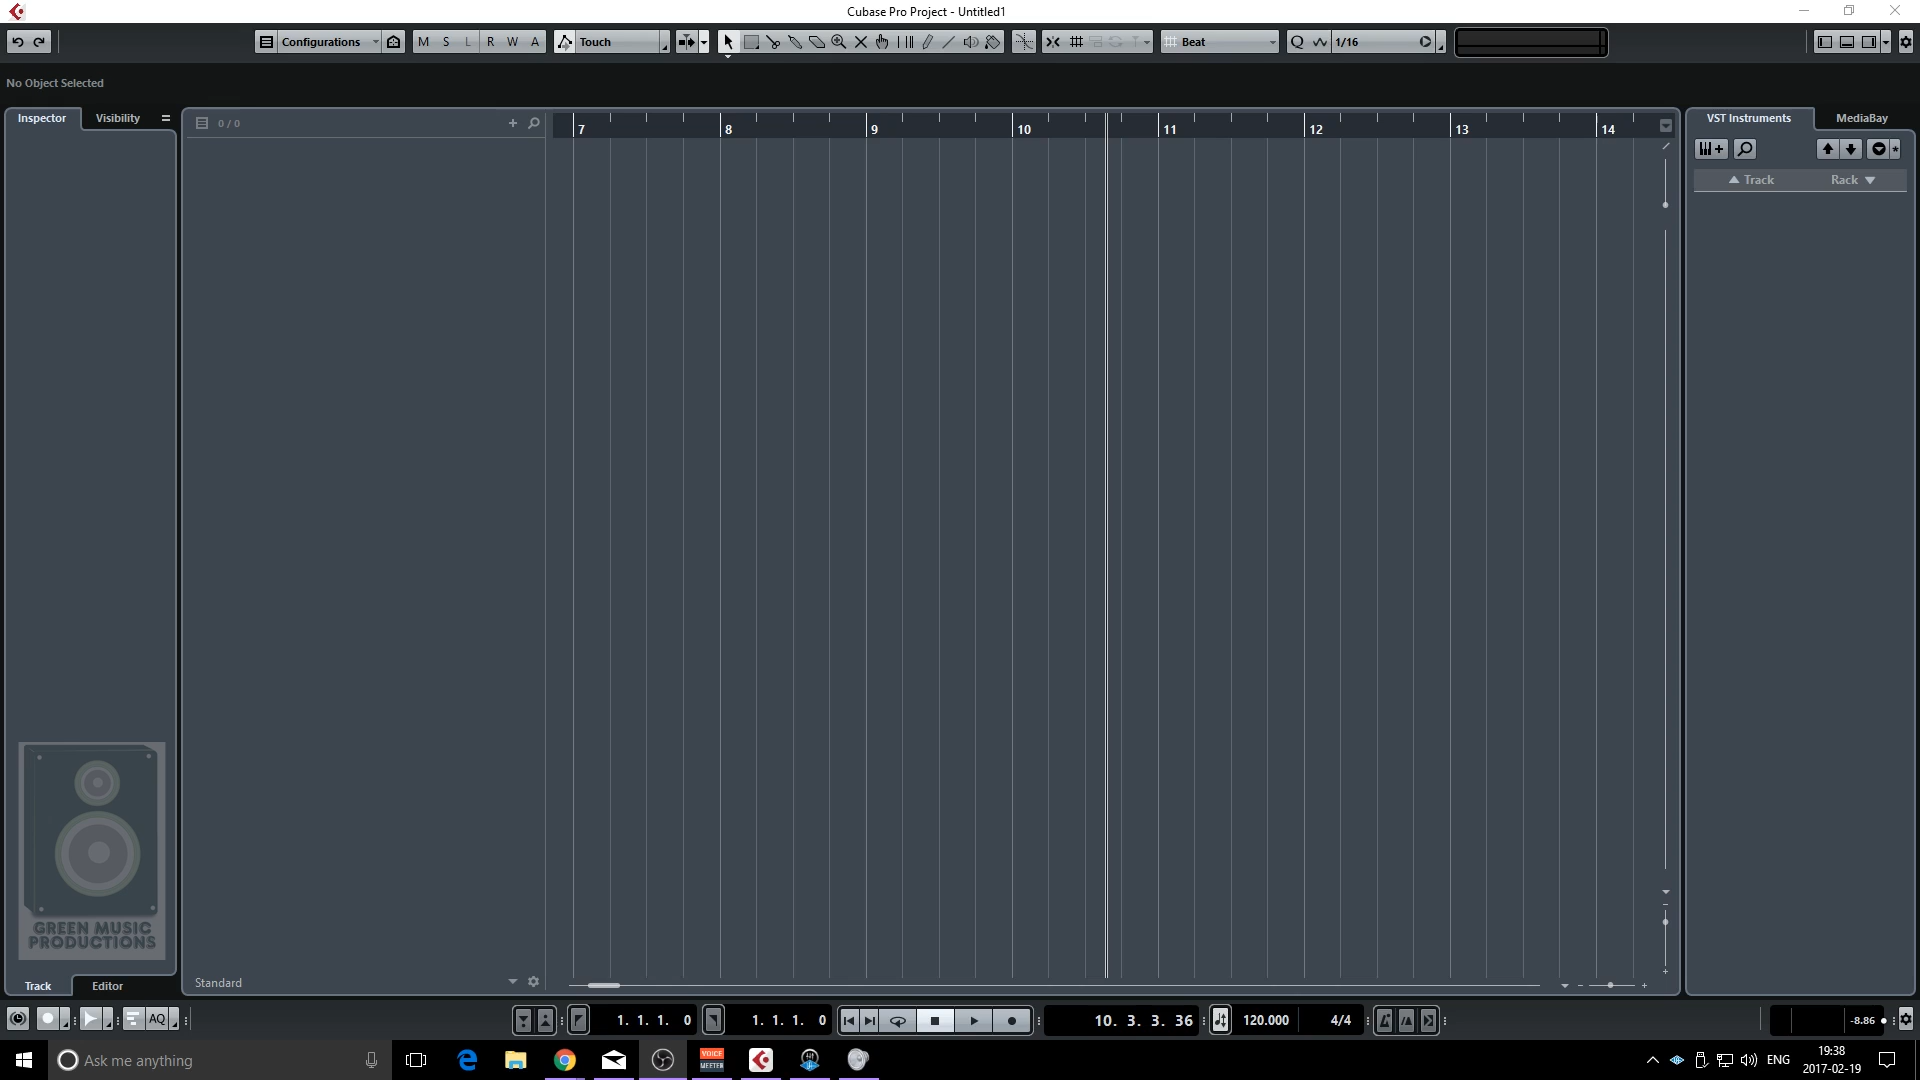 Cubase Pro Project - Untitled1
Configurations
M S L R W A
Touch
Beat
Q
1/16
No Object Selected
Inspector
Visibility
0 / 0
7 8 9 10 11 12 13 14
VST Instruments
MediaBay
Track
Rack
GREEN MUSIC
PRODUCTIONS
Standard
Track
Editor
AQ
1. 1. 1. 0
1. 1. 1. 0
10. 3. 3. 36
120.000
4/4
-8.86
Ask me anything
VOICE
MEETER
ENG
19:38
2017-02-19